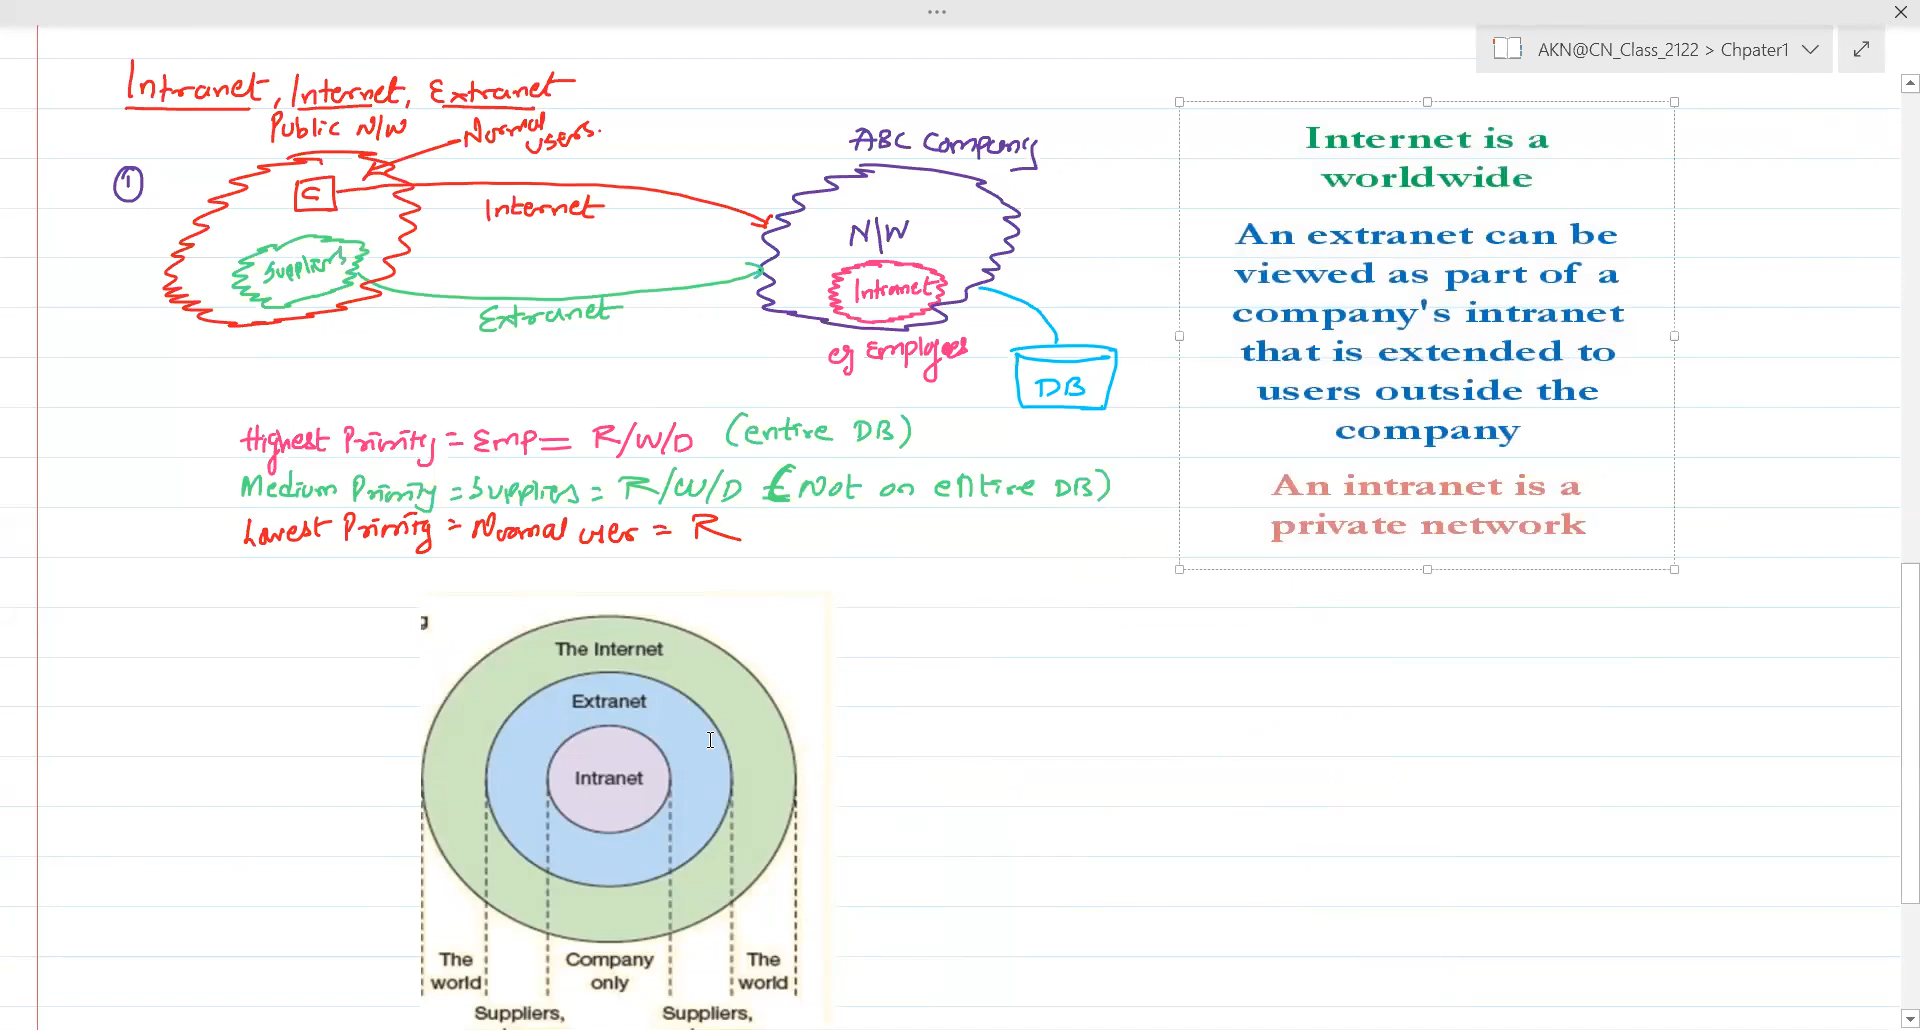 AKN@CN_Class_2122 > Chpater1
Intranet, Internet, Extranet
Public N/W
Normal users.
ABC Company
1
C
Internet
N/W
Suppliers
Intranet
Extranet
eg Employees
DB
Highest Priority = Emp = R/W/D (entire DB)
Medium Priority = Suppliers = R/W/D (Not on entire DB)
Lowest Priority = Normal user = R
Internet is a
worldwide
An extranet can be
viewed as part of a
company's intranet
that is extended to
users outside the
company
An intranet is a
private network
g
The Internet
Extranet
Intranet
The world
Company only
The world
Suppliers,
Suppliers,